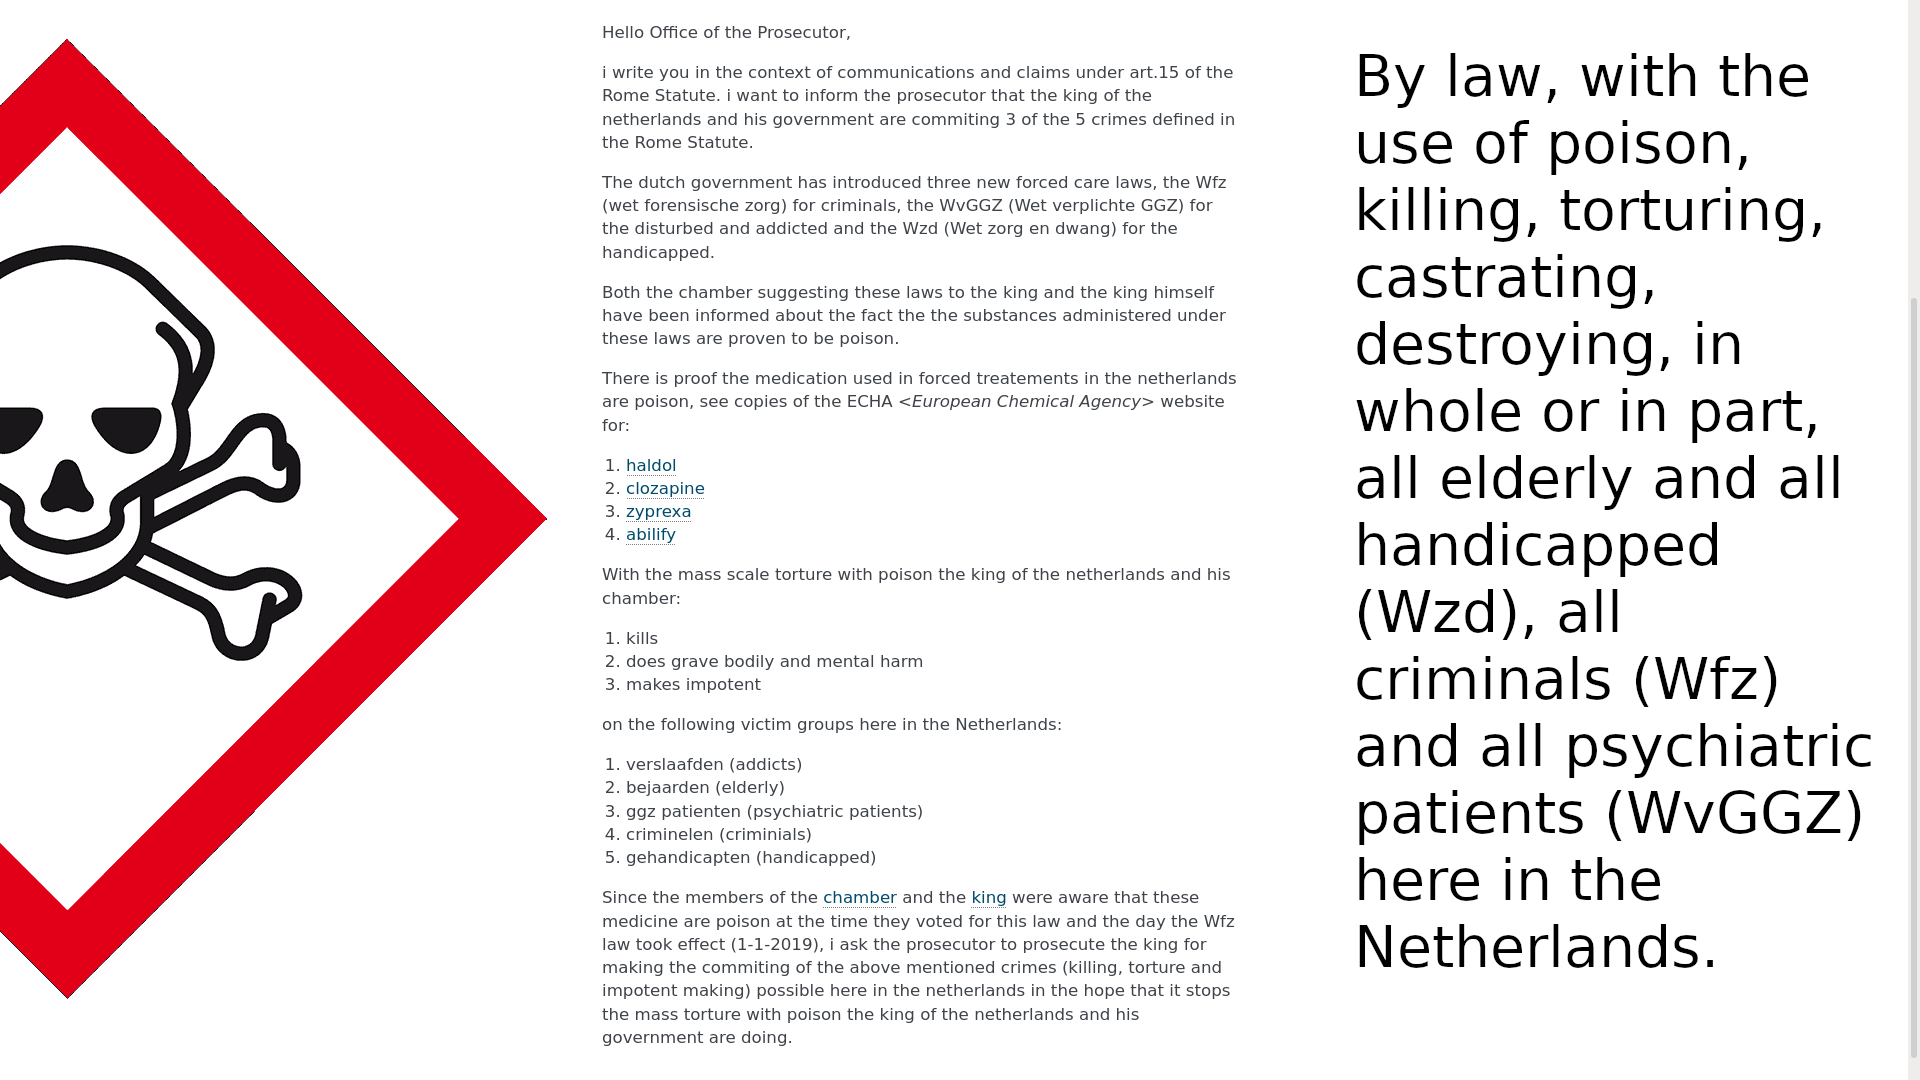 Hello Office of the Prosecutor,
i write you in the context of communications and claims under art.15 of the
Rome Statute. i want to inform the prosecutor that the king of the
netherlands and his government are commiting 3 of the 5 crimes defined in
the Rome Statute.
The dutch government has introduced three new forced care laws, the Wfz
(wet forensische zorg) for criminals, the WvGGZ (Wet verplichte GGZ) for
the disturbed and addicted and the Wzd (Wet zorg en dwang) for the
handicapped.
Both the chamber suggesting these laws to the king and the king himself
have been informed about the fact the the substances administered under
these laws are proven to be poison.
There is proof the medication used in forced treatements in the netherlands
are poison, see copies of the ECHA <European Chemical Agency> website
for:
1. haldol
2. clozapine
3. zyprexa
4. abilify
With the mass scale torture with poison the king of the netherlands and his
chamber:
1. kills
2. does grave bodily and mental harm
3. makes impotent
on the following victim groups here in the Netherlands:
1. verslaafden (addicts)
2. bejaarden (elderly)
3. ggz patienten (psychiatric patients)
4. criminelen (criminials)
5. gehandicapten (handicapped)
Since the members of the chamber and the king were aware that these
medicine are poison at the time they voted for this law and the day the Wfz
law took effect (1-1-2019), i ask the prosecutor to prosecute the king for
making the commiting of the above mentioned crimes (killing, torture and
impotent making) possible here in the netherlands in the hope that it stops
the mass torture with poison the king of the netherlands and his
government are doing.
By law, with the
use of poison,
killing, torturing,
castrating,
destroying, in
whole or in part,
all elderly and all
handicapped
(Wzd), all
criminals (Wfz)
and all psychiatric
patients (WvGGZ)
here in the
Netherlands.